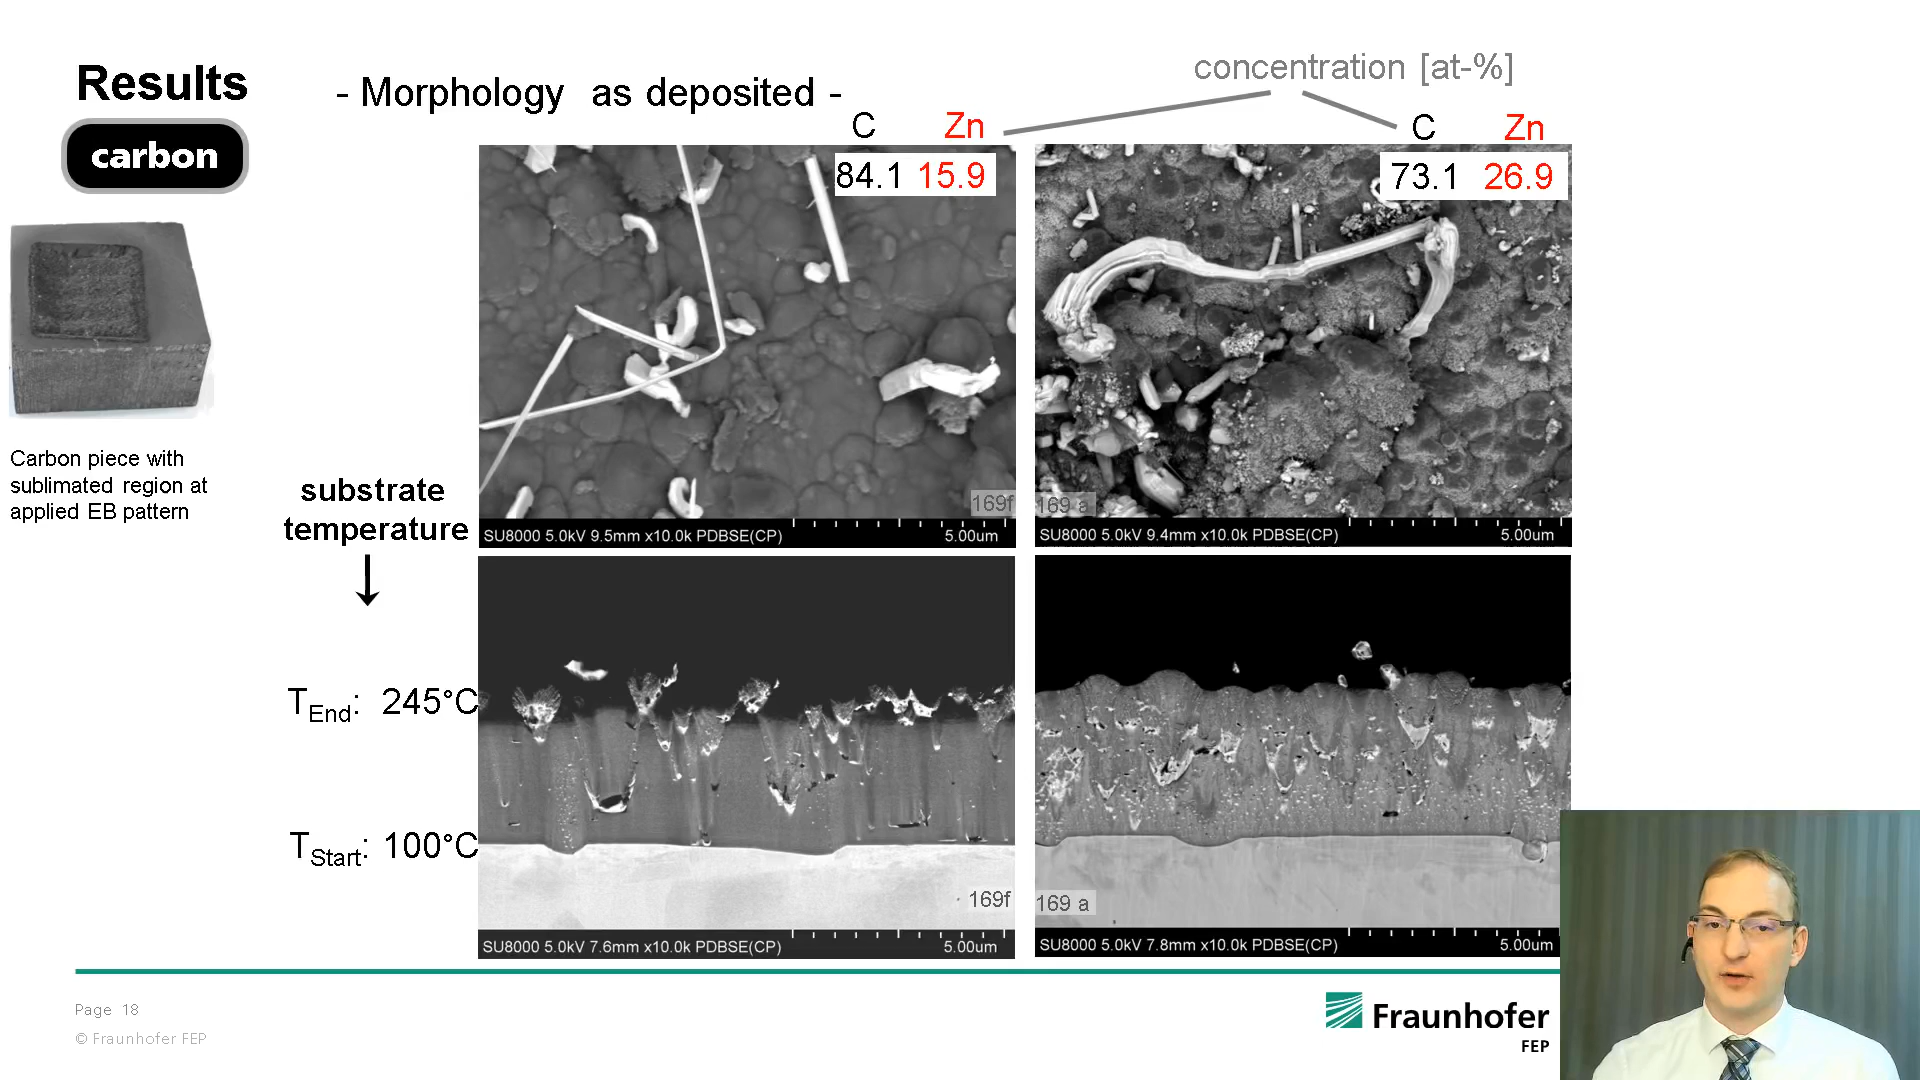 Results
- Morphology as deposited -
concentration [at-%]
carbon
C Zn
84.1 15.9
C Zn
73.1 26.9
Carbon piece with
sublimated region at
applied EB pattern
substrate
temperature
↓
169f
169 a
SU8000 5.0kV 9.5mm x10.0k PDBSE(CP) 5.00um
SU8000 5.0kV 9.4mm x10.0k PDBSE(CP) 5.00um
TEnd: 245°C
TStart: 100°C
169f
169 a
SU8000 5.0kV 7.6mm x10.0k PDBSE(CP) 5.00um
SU8000 5.0kV 7.8mm x10.0k PDBSE(CP) 5.00um
Page 18
© Fraunhofer FEP
Fraunhofer
FEP